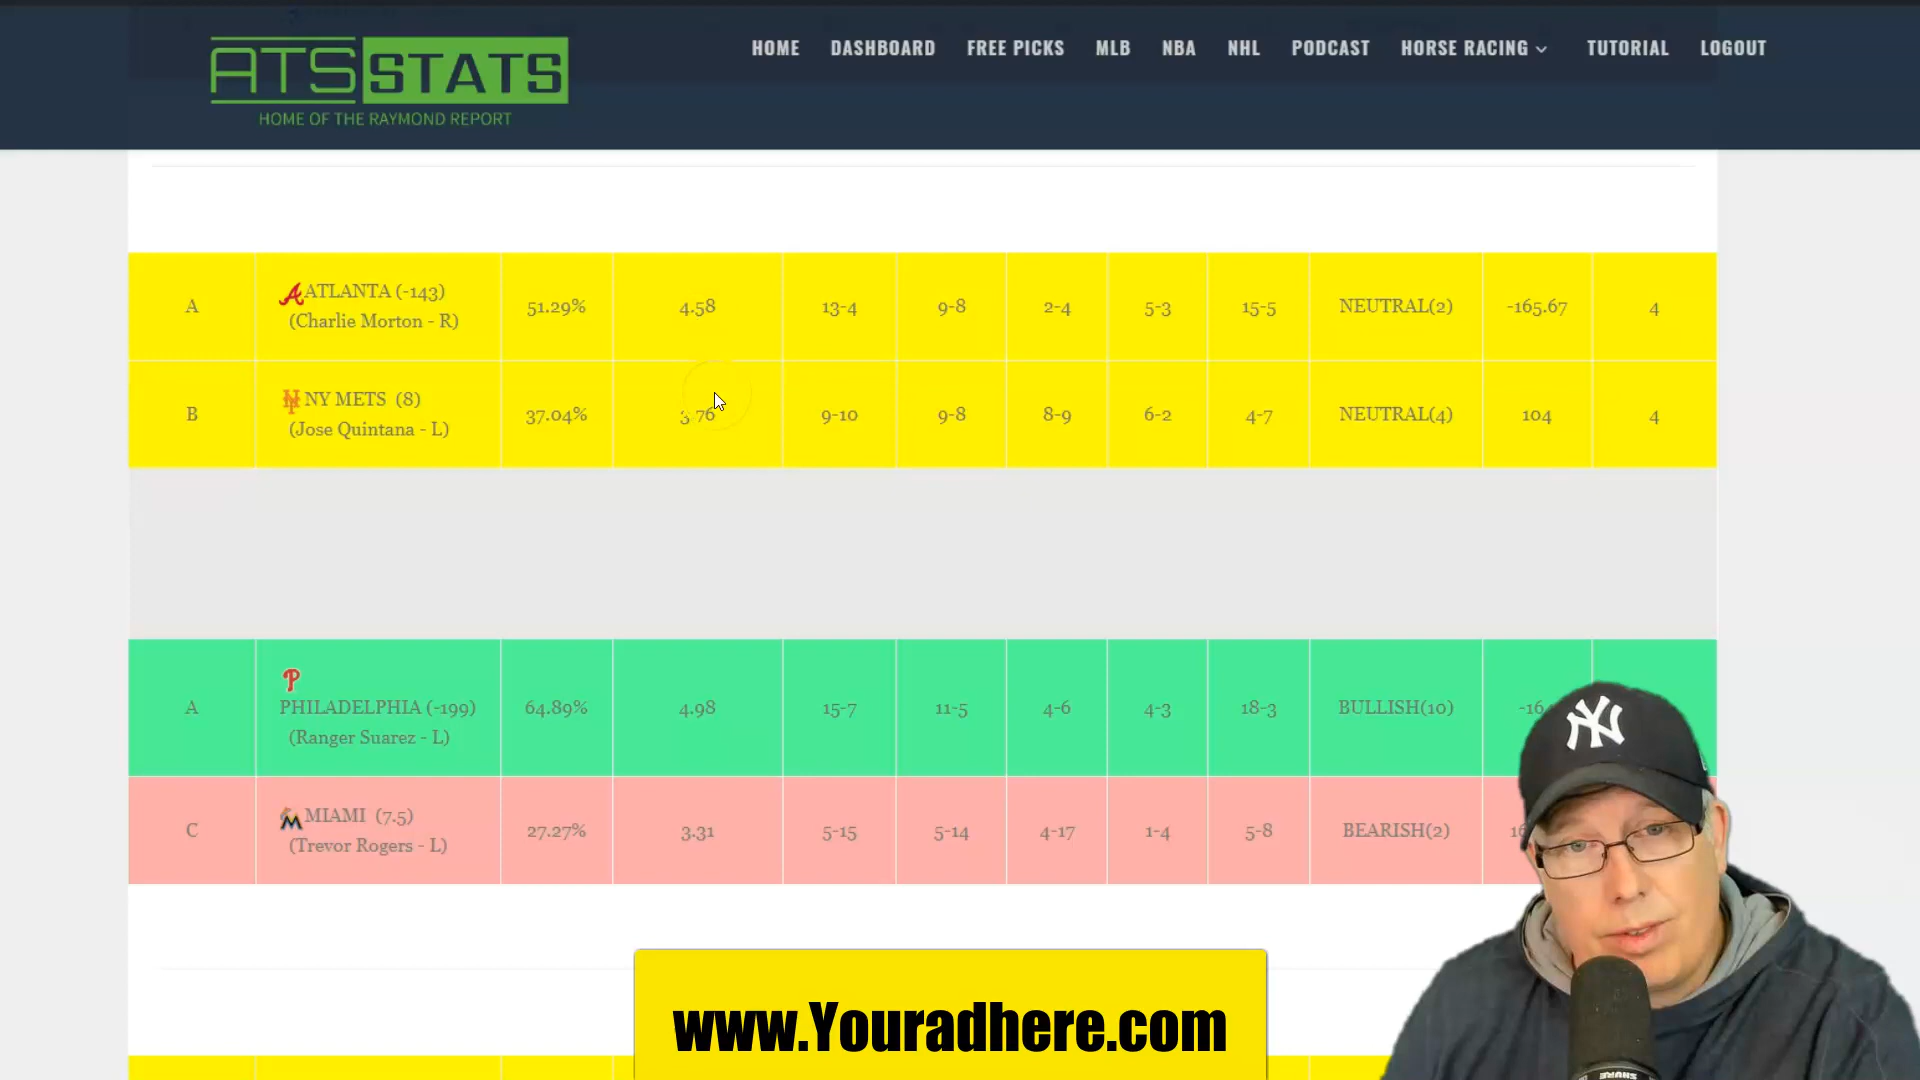 ATS STATS
HOME OF THE RAYMOND REPORT
HOME DASHBOARD FREE PICKS MLB NBA NHL PODCAST HORSE RACING TUTORIAL LOGOUT
A ATLANTA (-143) (Charlie Morton - R) 51.29% 4.58 13-4 9-8 2-4 5-3 15-5 NEUTRAL(2) -165.67 4
B NY METS (8) (Jose Quintana - L) 37.04% 3.76 9-10 9-8 8-9 6-2 4-7 NEUTRAL(4) 104 4
A PHILADELPHIA (-199) (Ranger Suarez - L) 64.89% 4.98 15-7 11-5 4-6 4-3 18-3 BULLISH(10)
C MIAMI (7.5) (Trevor Rogers - L) 27.27% 3.31 5-15 5-14 4-17 1-4 5-8 BEARISH(2)
NY
www.Youradhere.com
SHURE